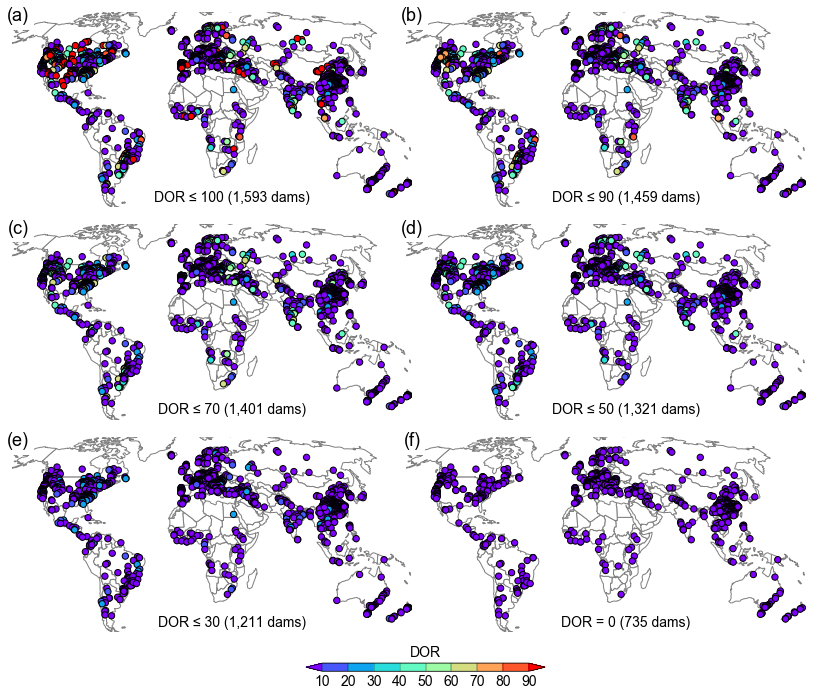 (a)
DOR ≤ 100 (1,593 dams)
(b)
DOR ≤ 90 (1,459 dams)
(c)
DOR ≤ 70 (1,401 dams)
(d)
DOR ≤ 50 (1,321 dams)
(e)
DOR ≤ 30 (1,211 dams)
(f)
DOR = 0 (735 dams)
DOR
10 20 30 40 50 60 70 80 90